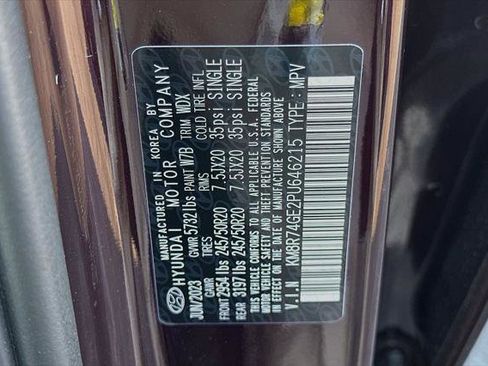 MANUFACTURED IN KOREA BY
HYUNDAI MOTOR COMPANY
JUN/2023 GVWR 5732 lbs PAINT W7B TRIM WDX
GAWR TIRES RIMS COLD TIRE INFL
FRONT 2954 lbs 245/50R20 7.5JX20 35psi SINGLE
REAR 3197 lbs 245/50R20 7.5JX20 35psi SINGLE
THIS VEHICLE CONFORMS TO ALL APPLICABLE U.S.A. FEDERAL
MOTOR VEHICLE SAFETY AND THEFT PREVENTION STANDARDS
IN EFFECT ON THE DATE OF MANUFACTURE SHOWN ABOVE.
V.I.N : KM8R74GE2PU646215 TYPE : MPV